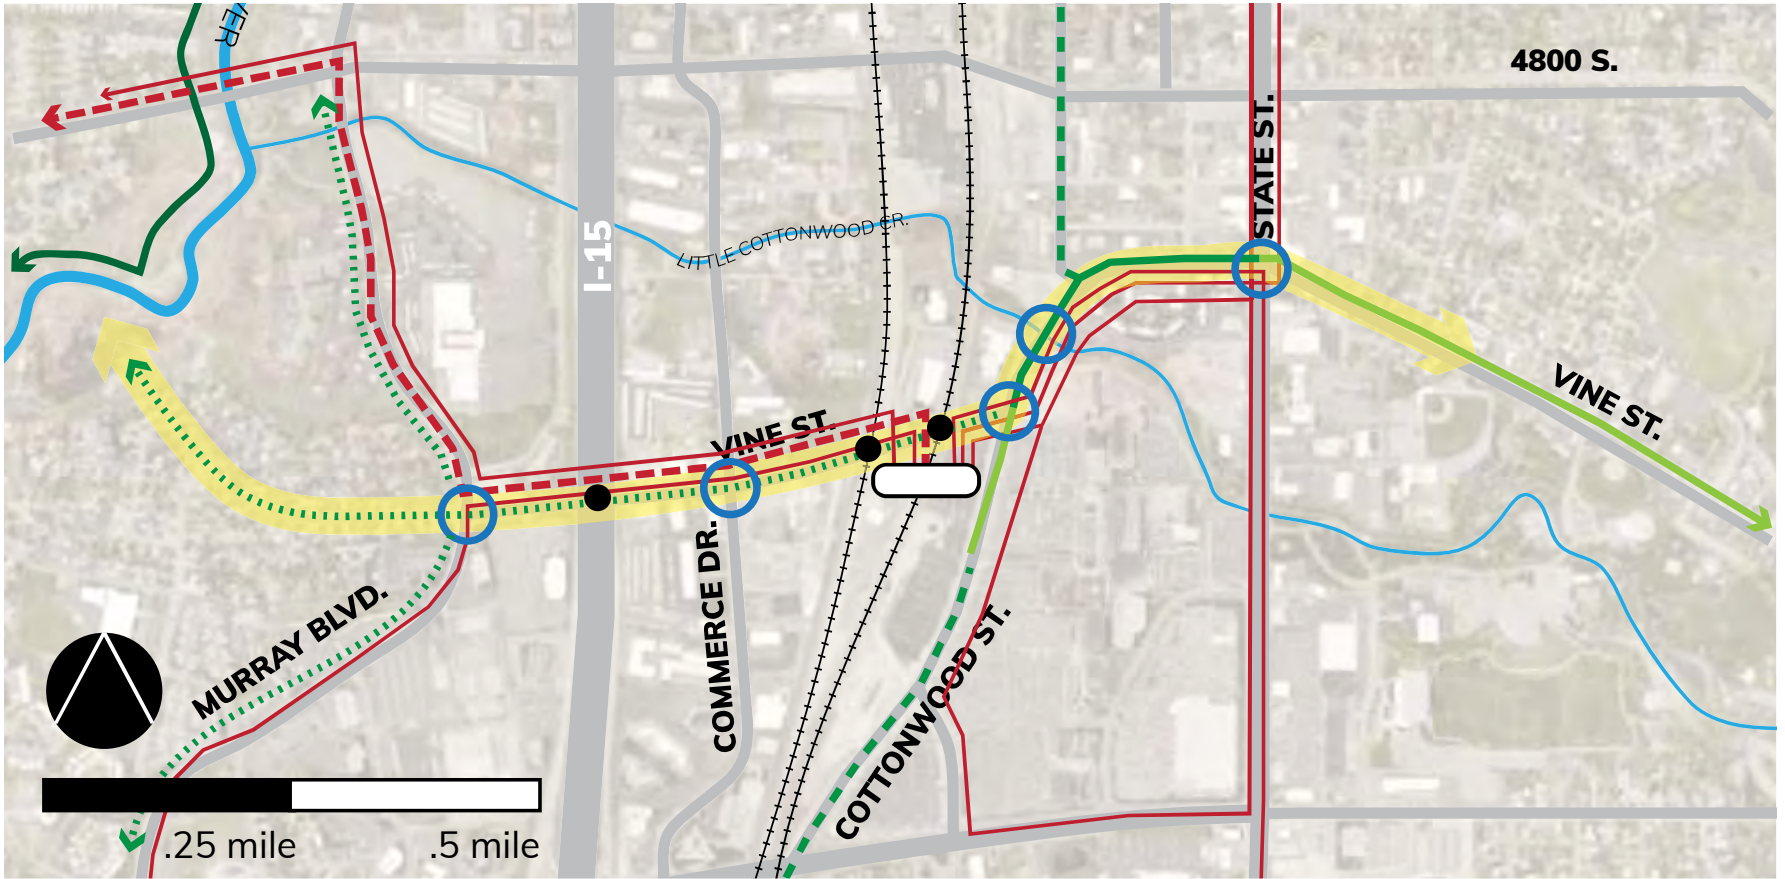 VER
4800 S.
STATE ST.
I-15
LITTLE COTTONWOOD CR.
VINE ST.
VINE ST.
COMMERCE DR.
MURRAY BLVD.
COTTONWOOD ST.
.25 mile
.5 mile